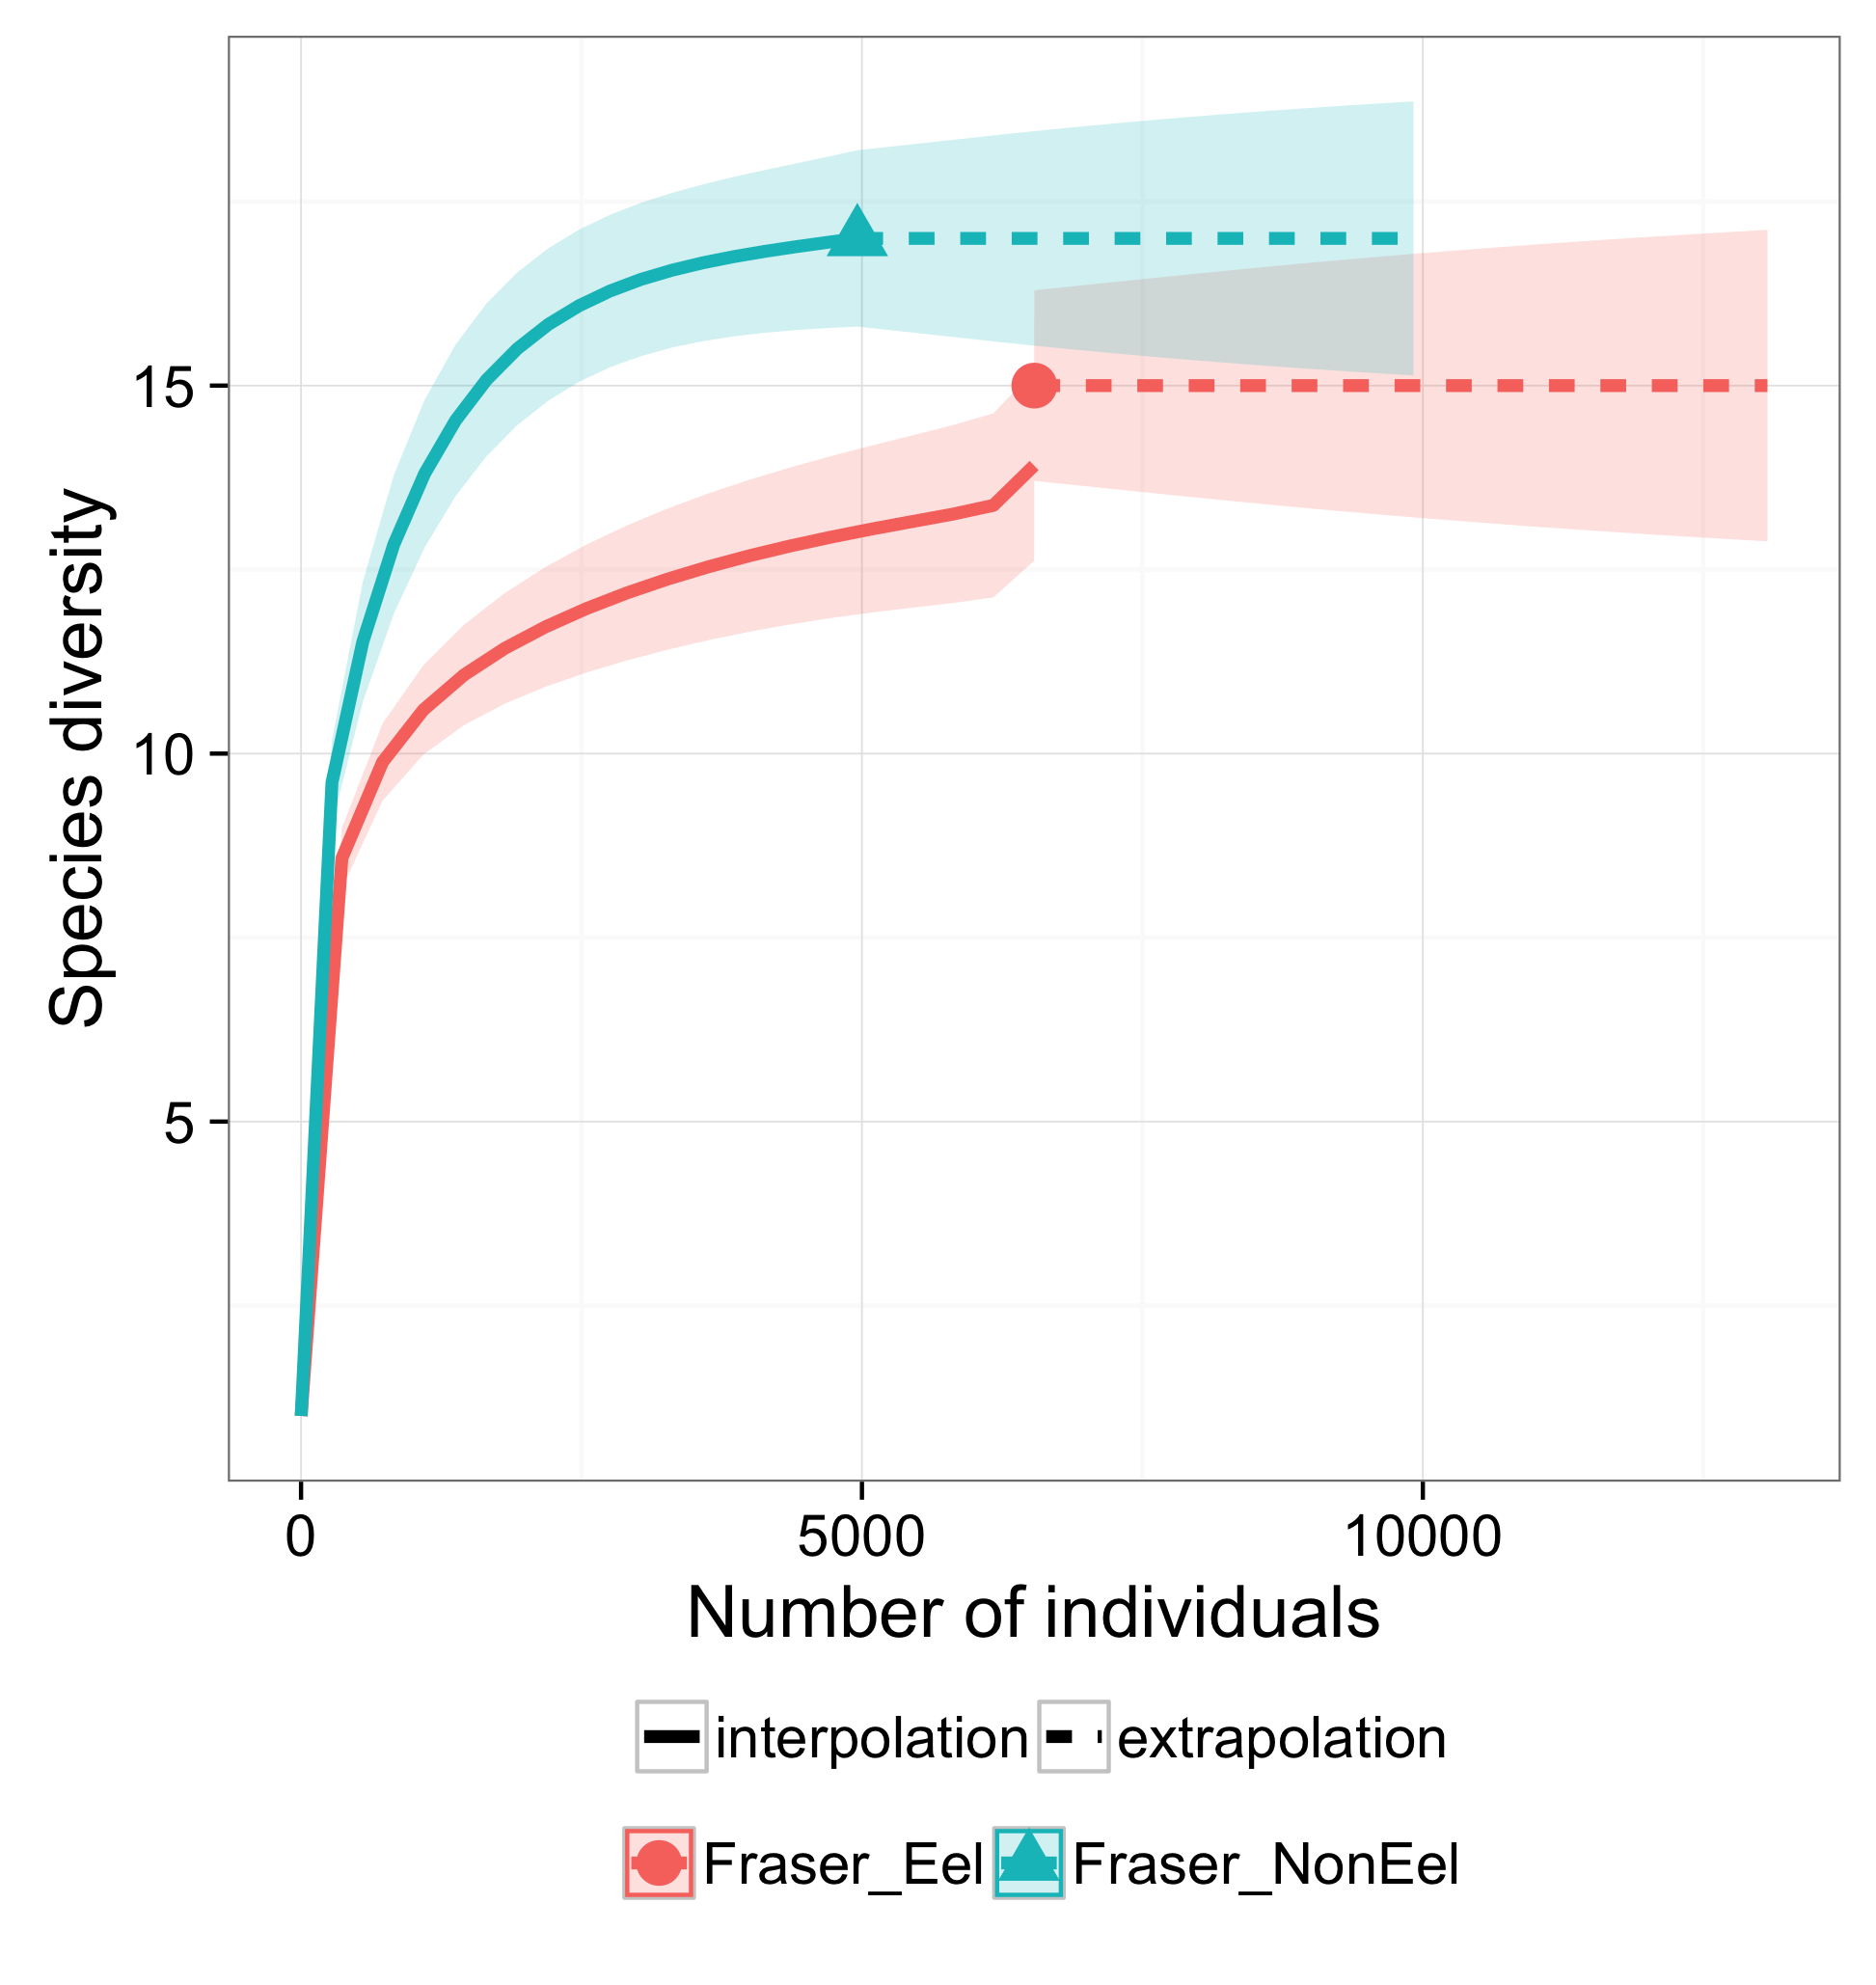 Species diversity
15
10
5
0 5000 10000
Number of individuals
interpolation extrapolation
Fraser_Eel Fraser_NonEel